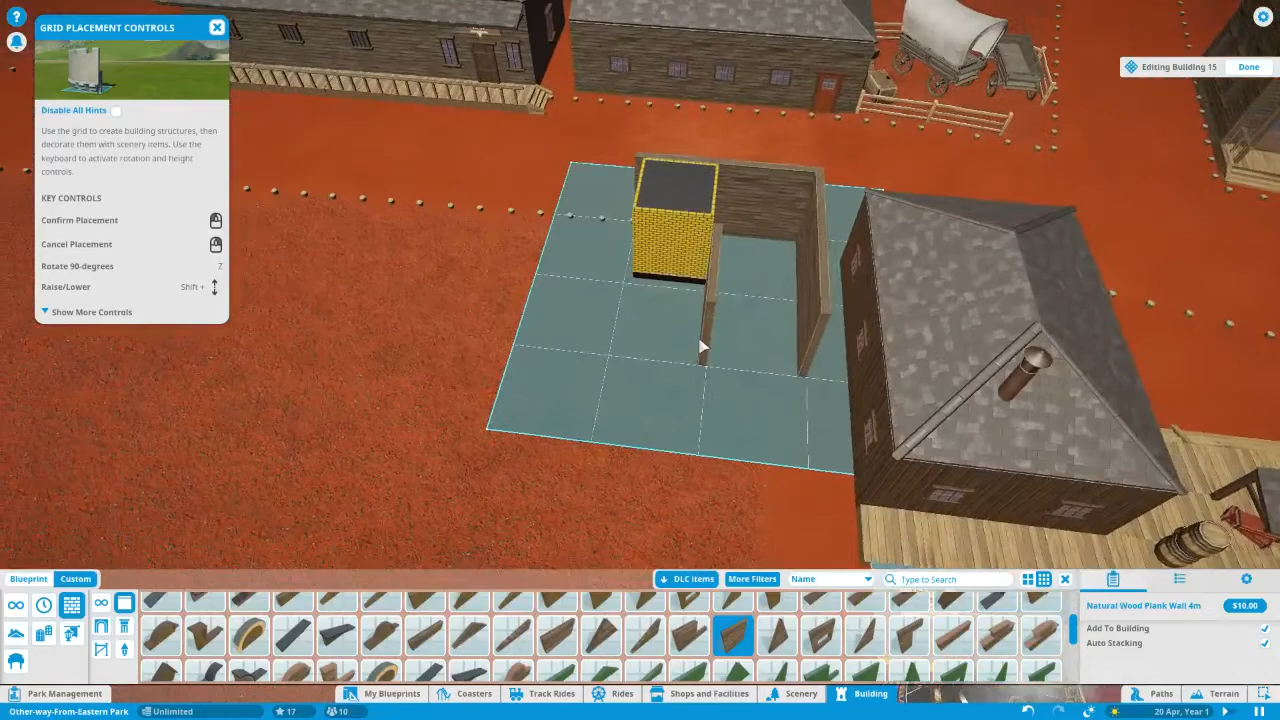 GRID PLACEMENT CONTROLS
Disable All Hints
Use the grid to create building structures, then
decorate them with scenery items. Use the
keyboard to activate rotation and height
controls.
KEY CONTROLS
Confirm Placement
Cancel Placement
Rotate 90-degrees Z
Raise/Lower Shift +
Show More Controls
Editing Building 15 Done
Blueprint Custom DLC items More Filters Name Type to Search
Natural Wood Plank Wall 4m $10.00
Add To Building
Auto Stacking
Park Management My Blueprints Coasters Track Rides Rides Shops and Facilities Scenery Building Paths Terrain
Other-way-From-Eastern Park Unlimited 17 10 20 Apr, Year 1